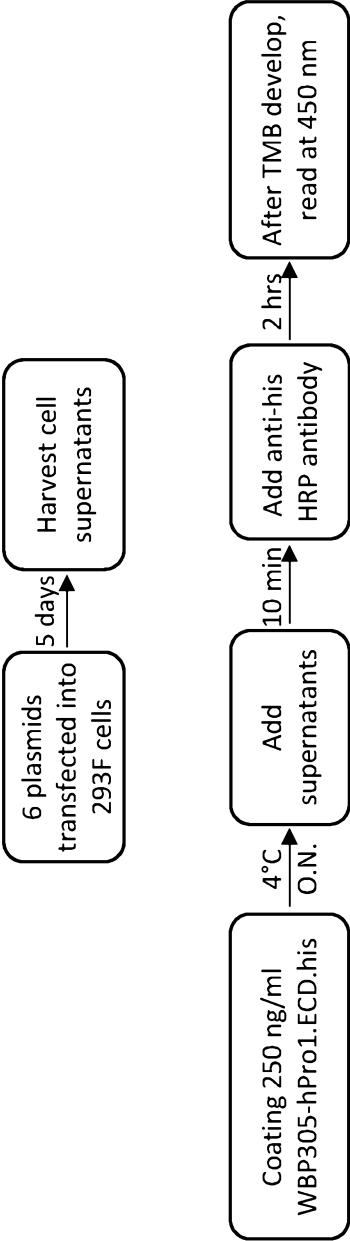 6 plasmids
transfected into
293F cells
5 days
Harvest cell
supernatants
Coating 250 ng/ml
WBP305-hPro1.ECD.his
4°C
O.N.
Add
supernatants
10 min
Add anti-his
HRP antibody
2 hrs
After TMB develop,
read at 450 nm